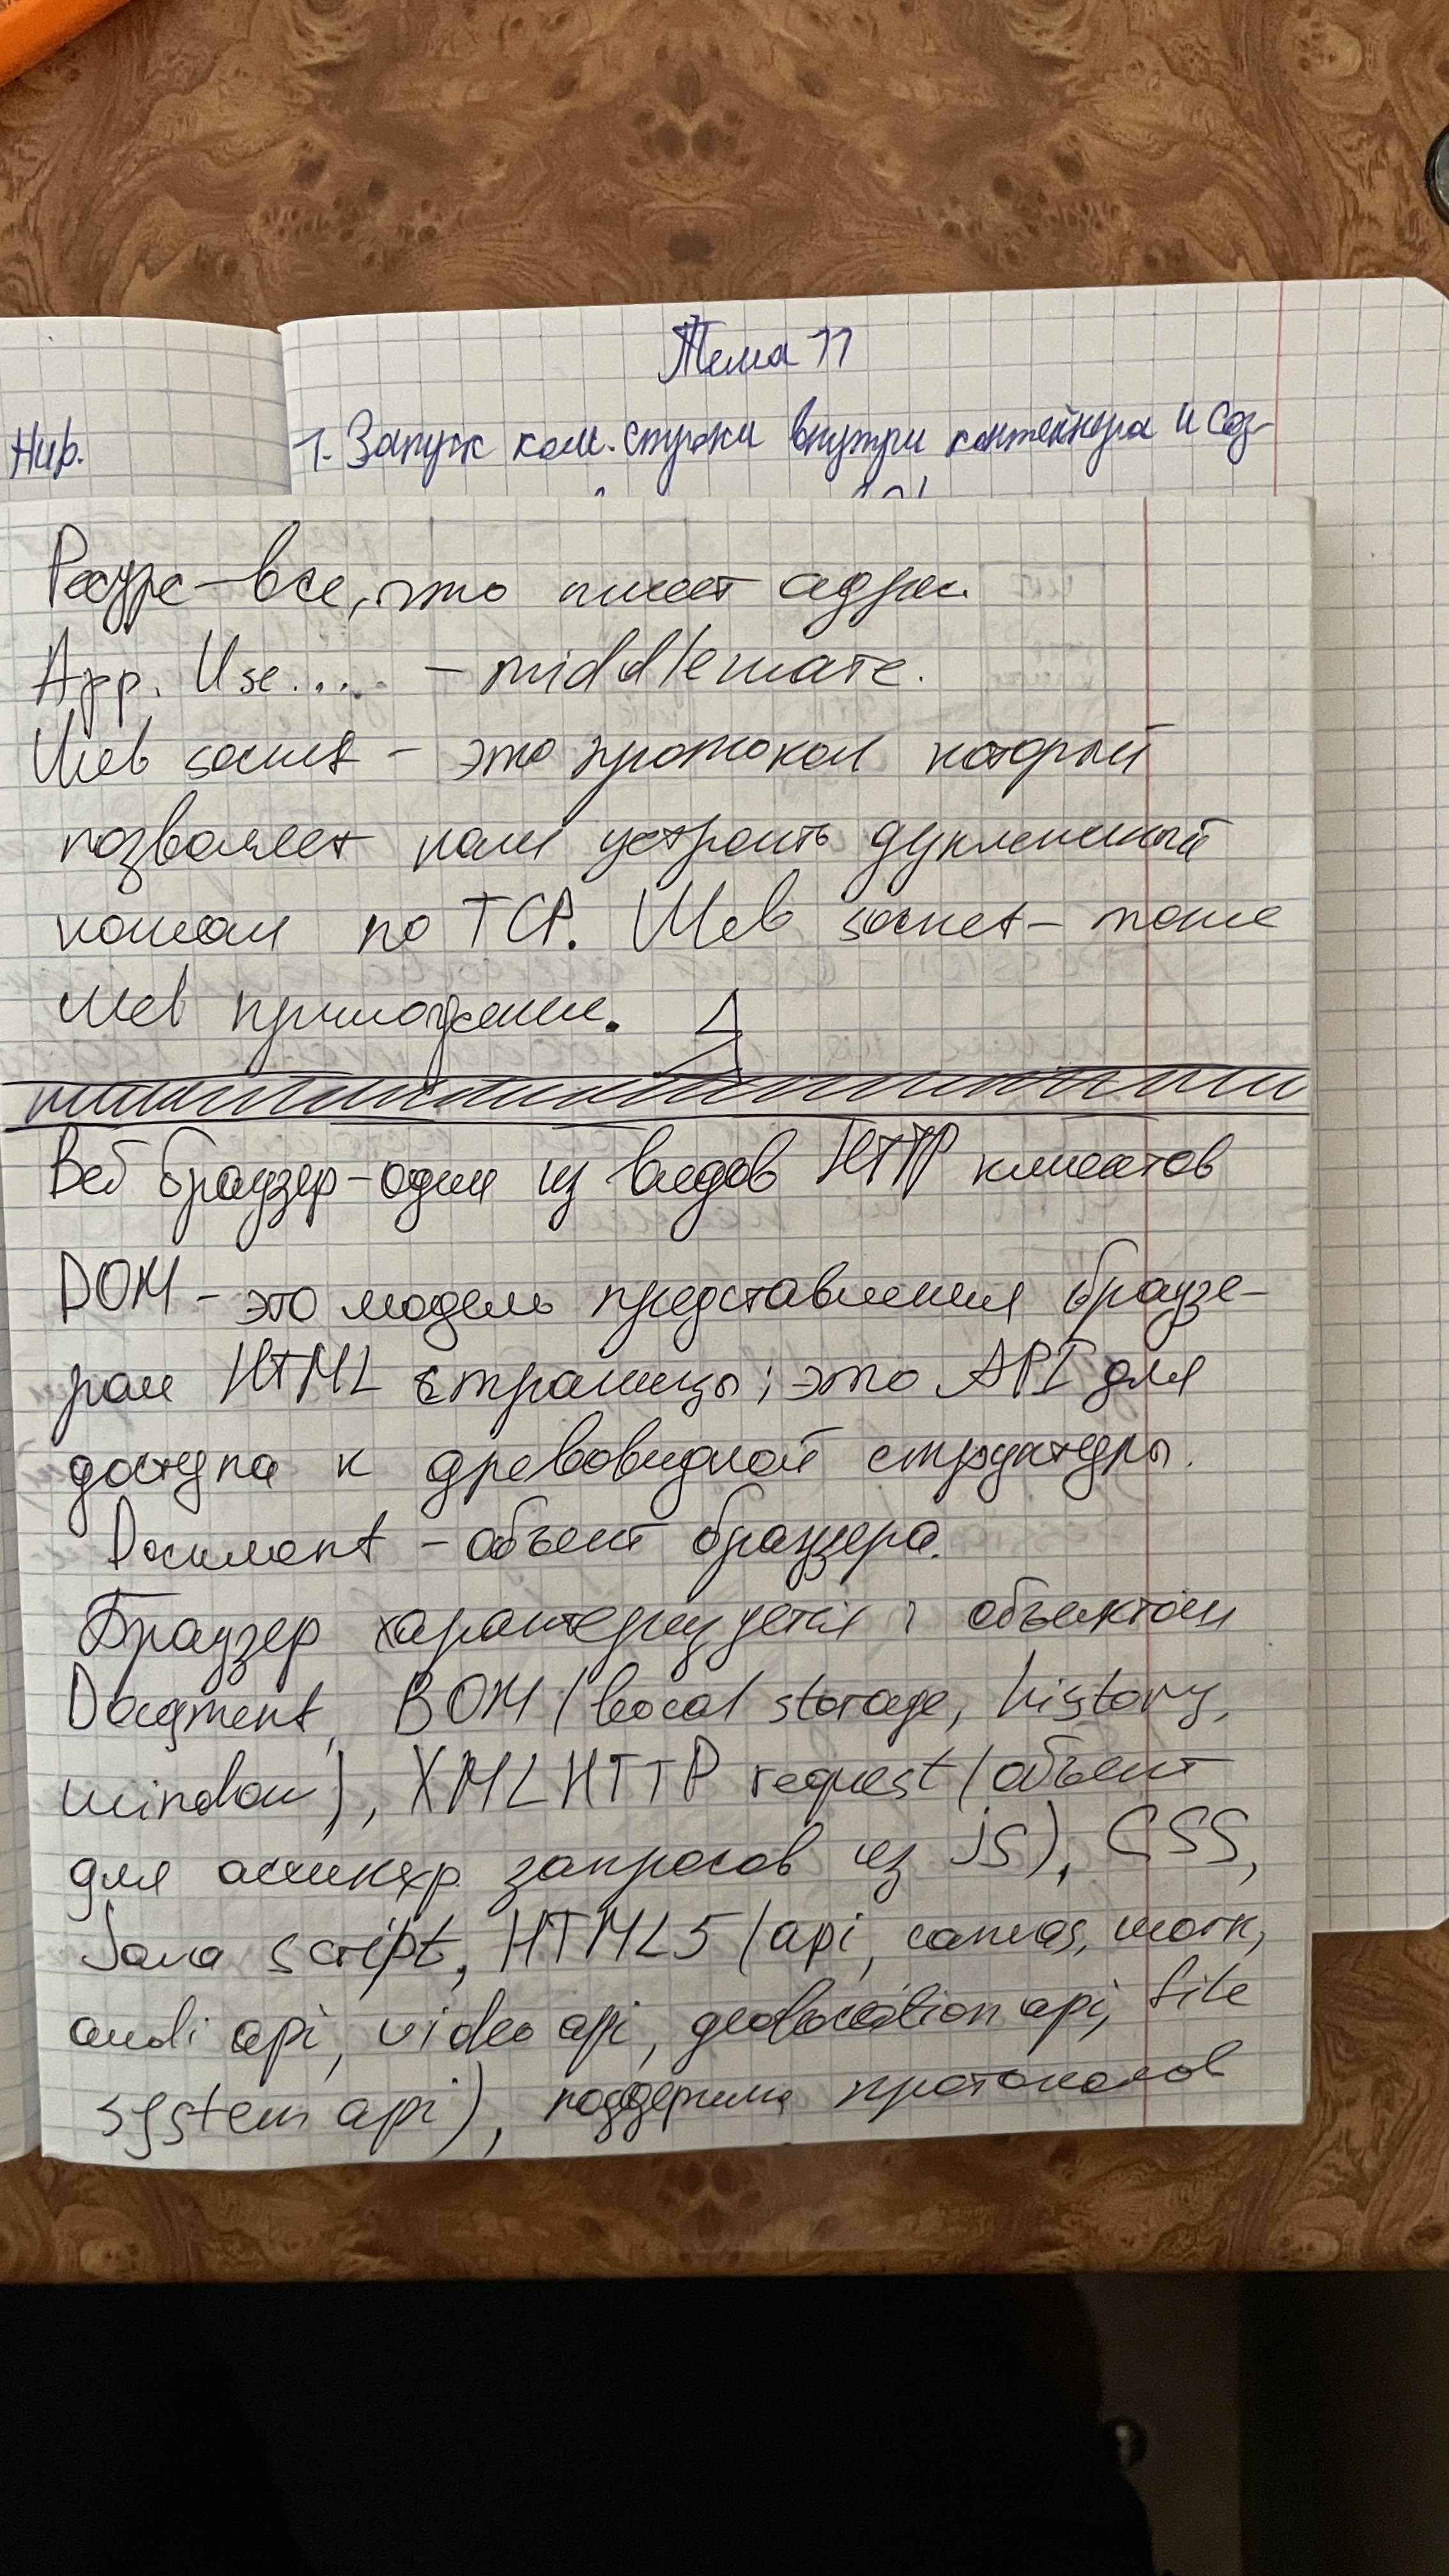 Тема 11
Hub.
1. Запуск ком. строки внутри контейнера и соз-
Ресурс – все, что имеет адрес.
App. Use.... – middleware.
Web socket – это протокол который
позволяет нам устроить дуплексный
канал по TCP. Web socket – тоже
web приложение.
Веб браузер – один из видов HTTP клиентов
DOM – это модель представления браузе-
ром HTML страницы; это API для
доступа к древовидной структуры.
Document – объект браузера.
Браузер характеризуется: объектом
Document, BOM (local storage, history,
window), XMLHTTP request (объект
для асинхр. запросов из JS), CSS,
Java script, HTML5 (api, canvas, work,
audi api, video api, geolocation api, file
system api), поддержка протоколов